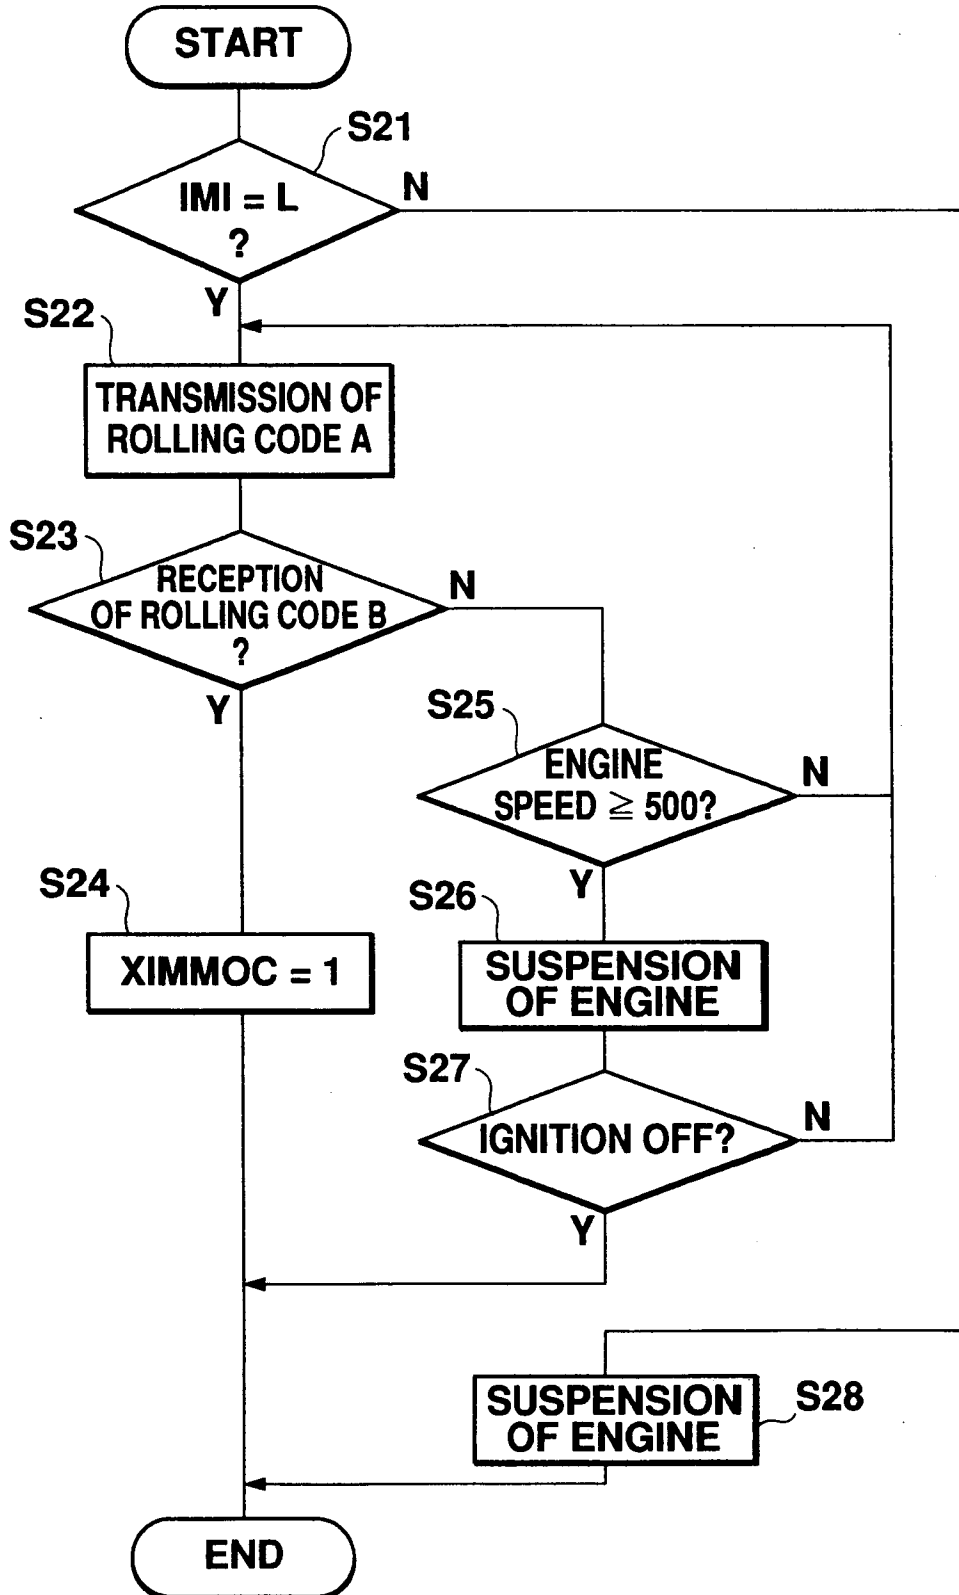 START
S21
IMI = L
?
N
Y
S22
TRANSMISSION OF
ROLLING CODE A
S23
RECEPTION
OF ROLLING CODE B
?
N
Y
S25
ENGINE
SPEED ≧ 500?
N
Y
S24
XIMMOC = 1
S26
SUSPENSION
OF ENGINE
S27
IGNITION OFF?
N
Y
SUSPENSION
OF ENGINE
S28
END